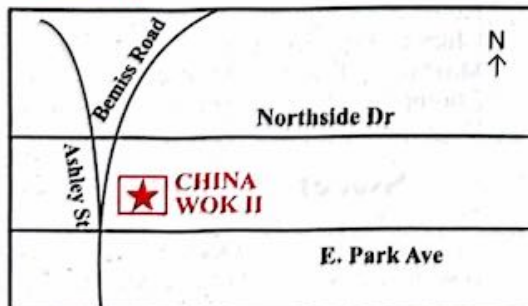 Bemiss Road
N
Northside Dr
Ashley St
CHINA
WOK II
E. Park Ave